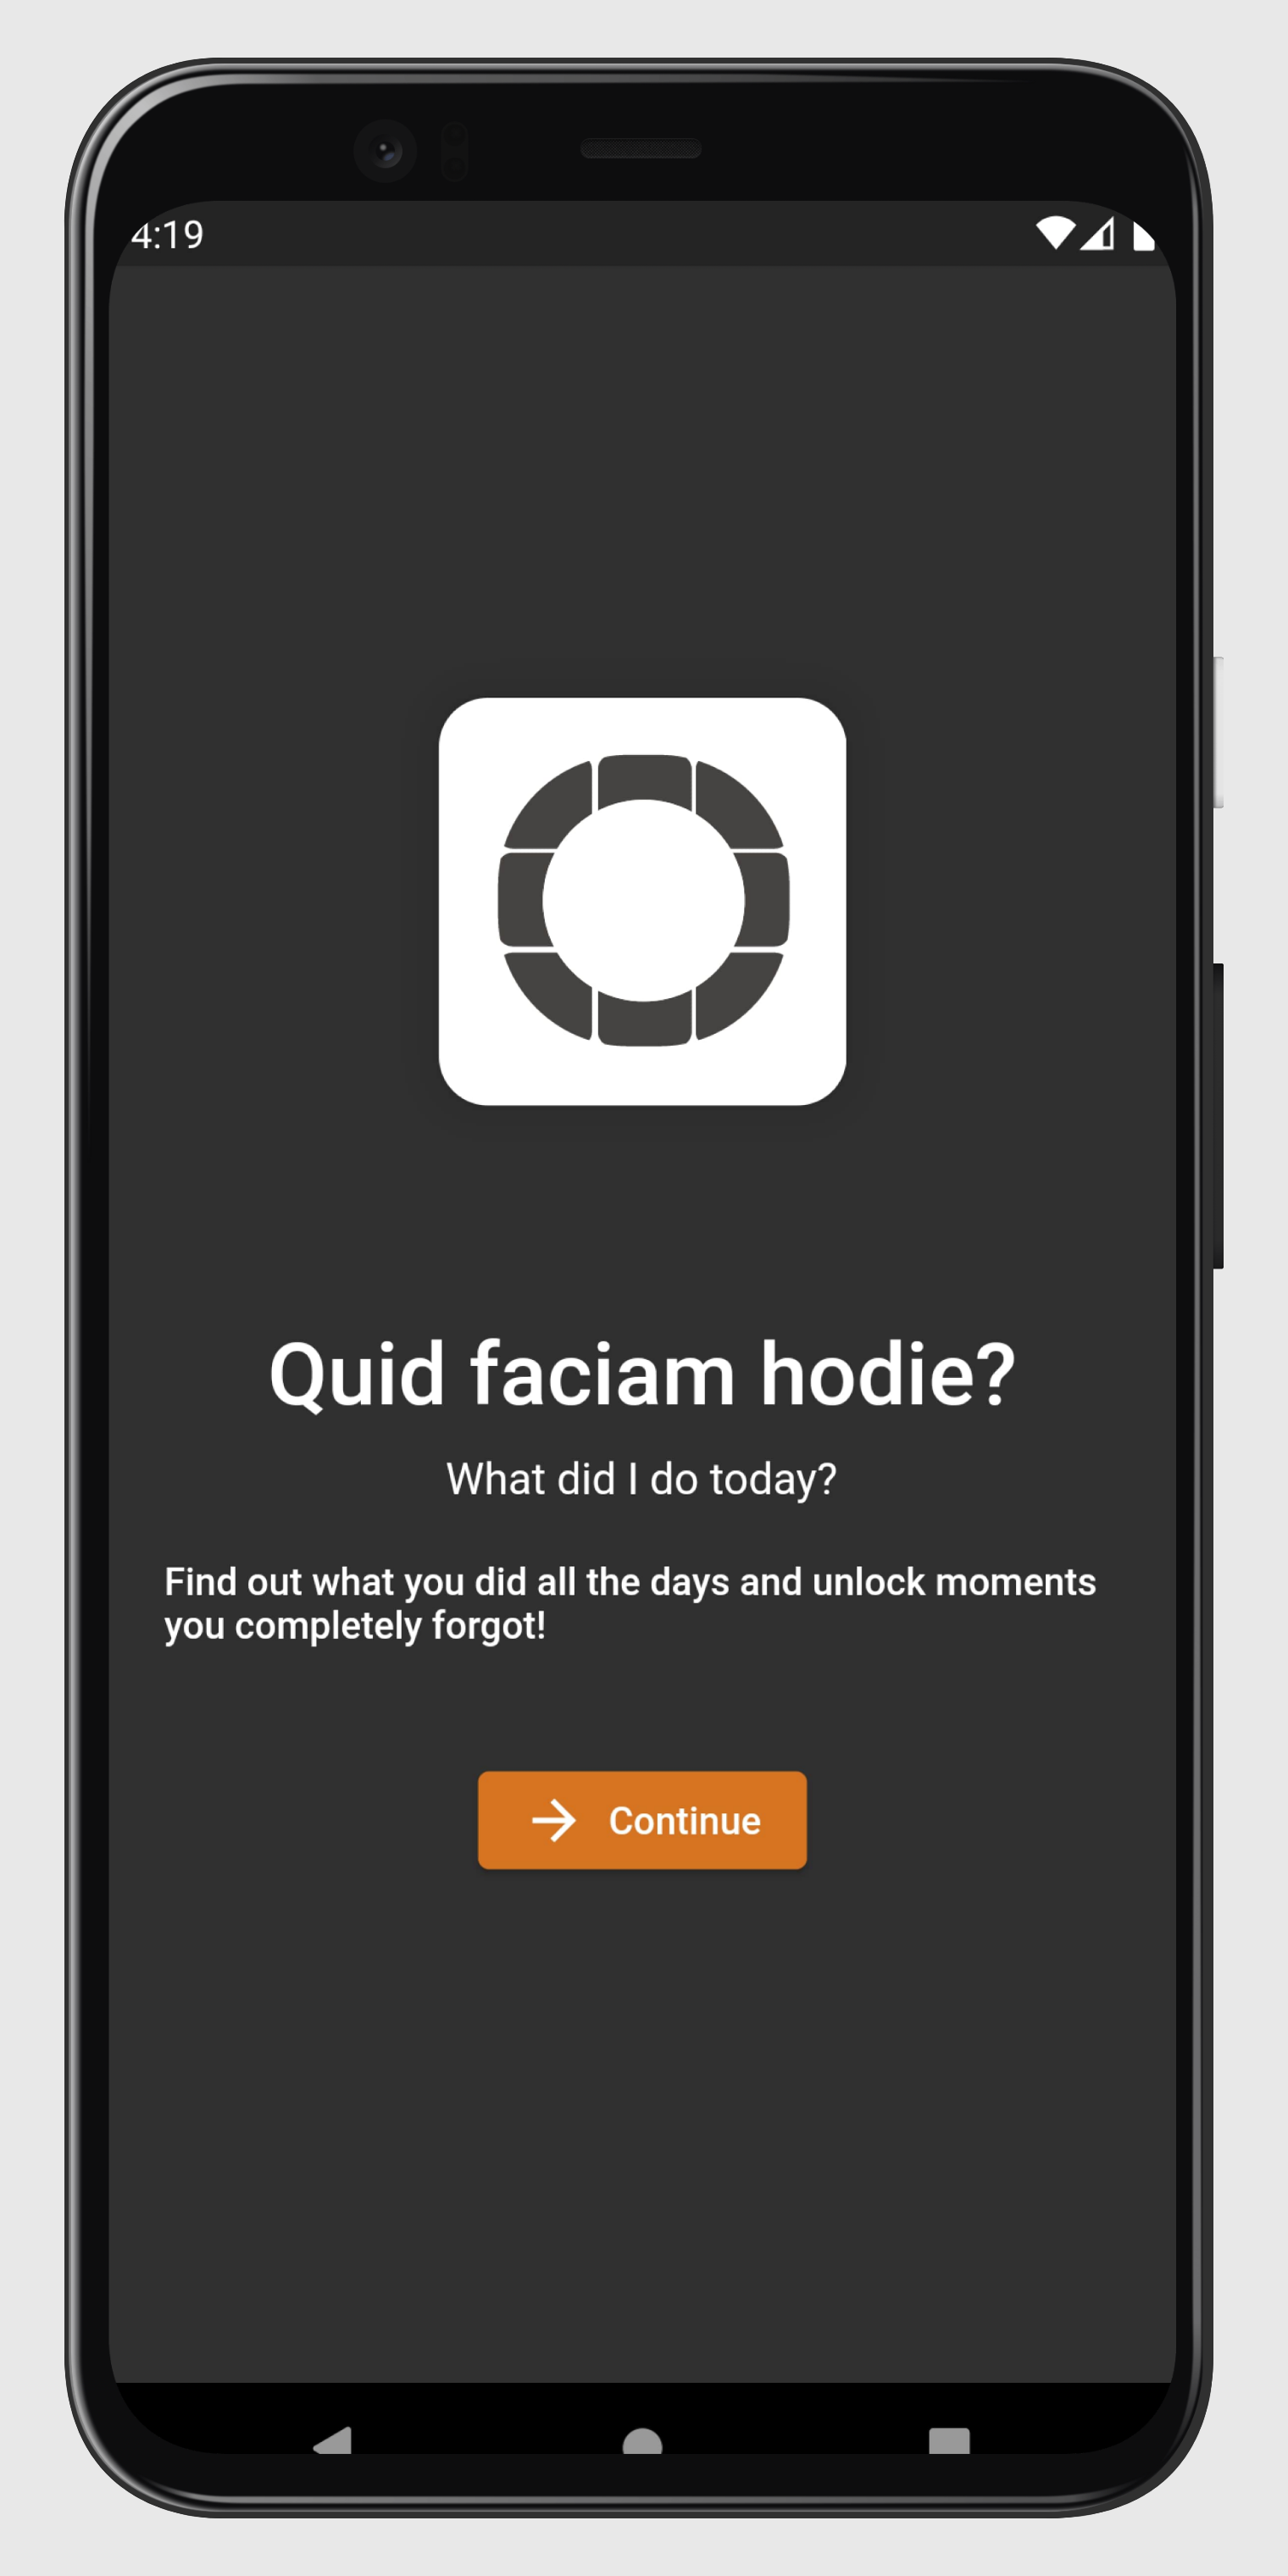 4:19
Quid faciam hodie?
What did I do today?
Find out what you did all the days and unlock moments
you completely forgot!
Continue